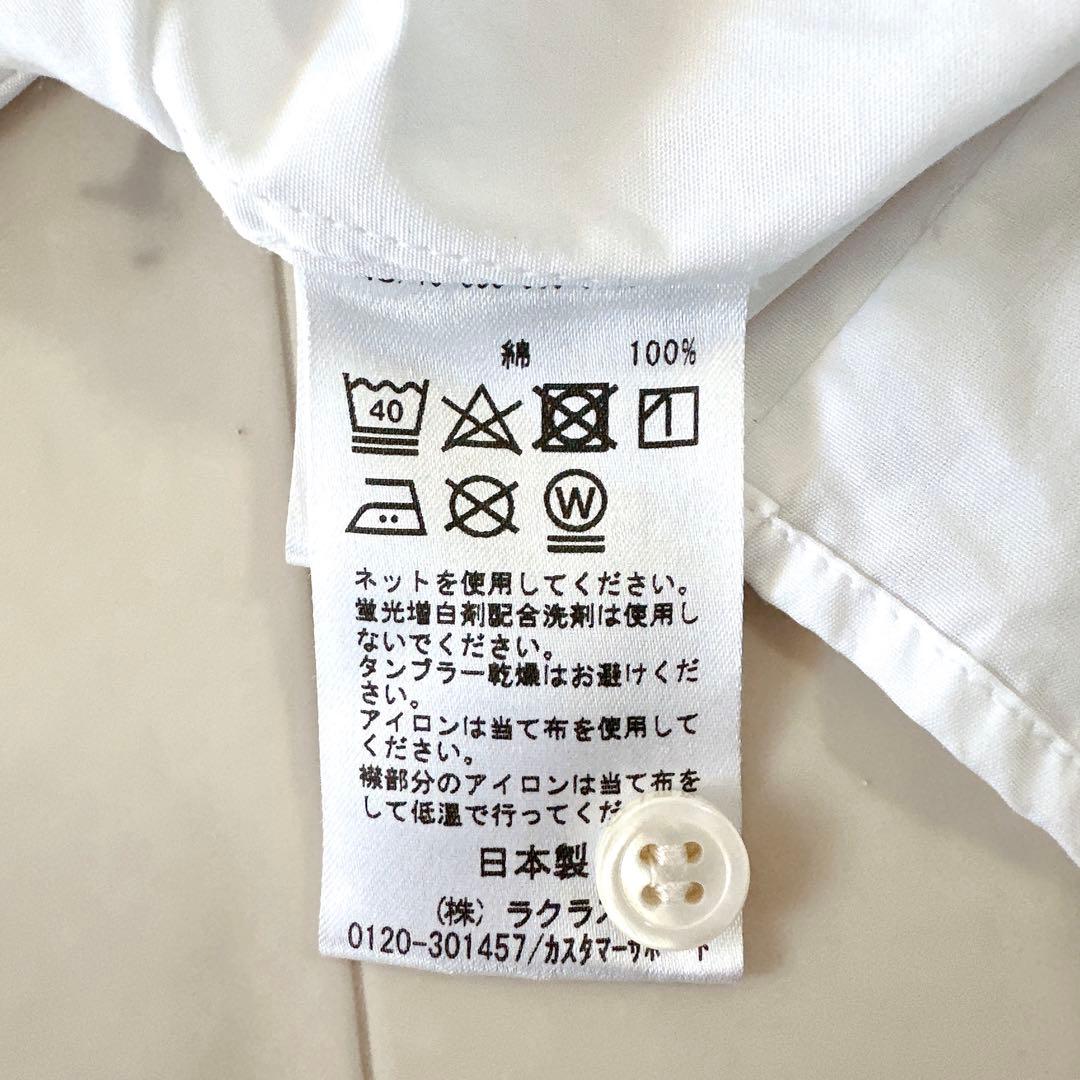 綿 100%
40
W
ネットを使用してください。
蛍光増白剤配合洗剤は使用し
ないでください。
タンブラー乾燥はお避けくだ
さい。
アイロンは当て布を使用して
ください。
襟部分のアイロンは当て布を
して低温で行ってくだ
日本製
(株) ラクラ
0120-301457/カスタマーサポート